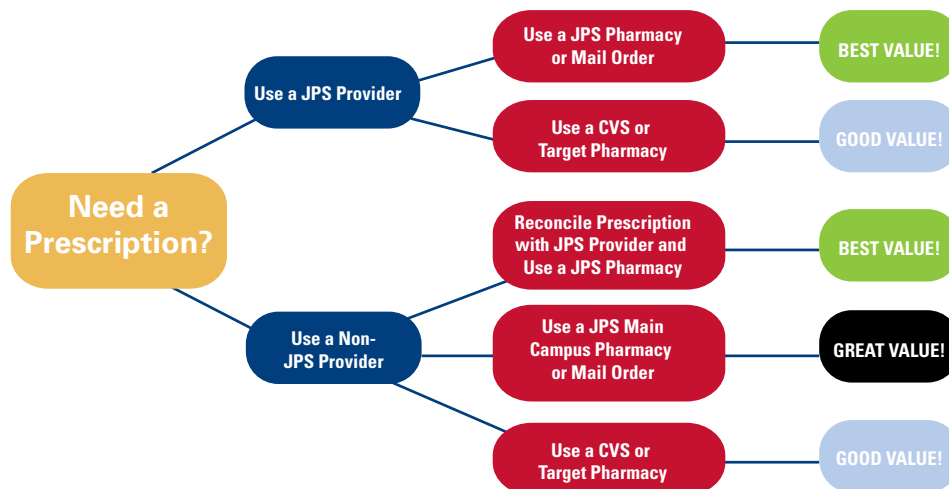 Need a
Prescription?
Use a JPS Provider
Use a JPS Pharmacy
or Mail Order
BEST VALUE!
Use a CVS or
Target Pharmacy
GOOD VALUE!
Use a Non-
JPS Provider
Reconcile Prescription
with JPS Provider and
Use a JPS Pharmacy
BEST VALUE!
Use a JPS Main
Campus Pharmacy
or Mail Order
GREAT VALUE!
Use a CVS or
Target Pharmacy
GOOD VALUE!